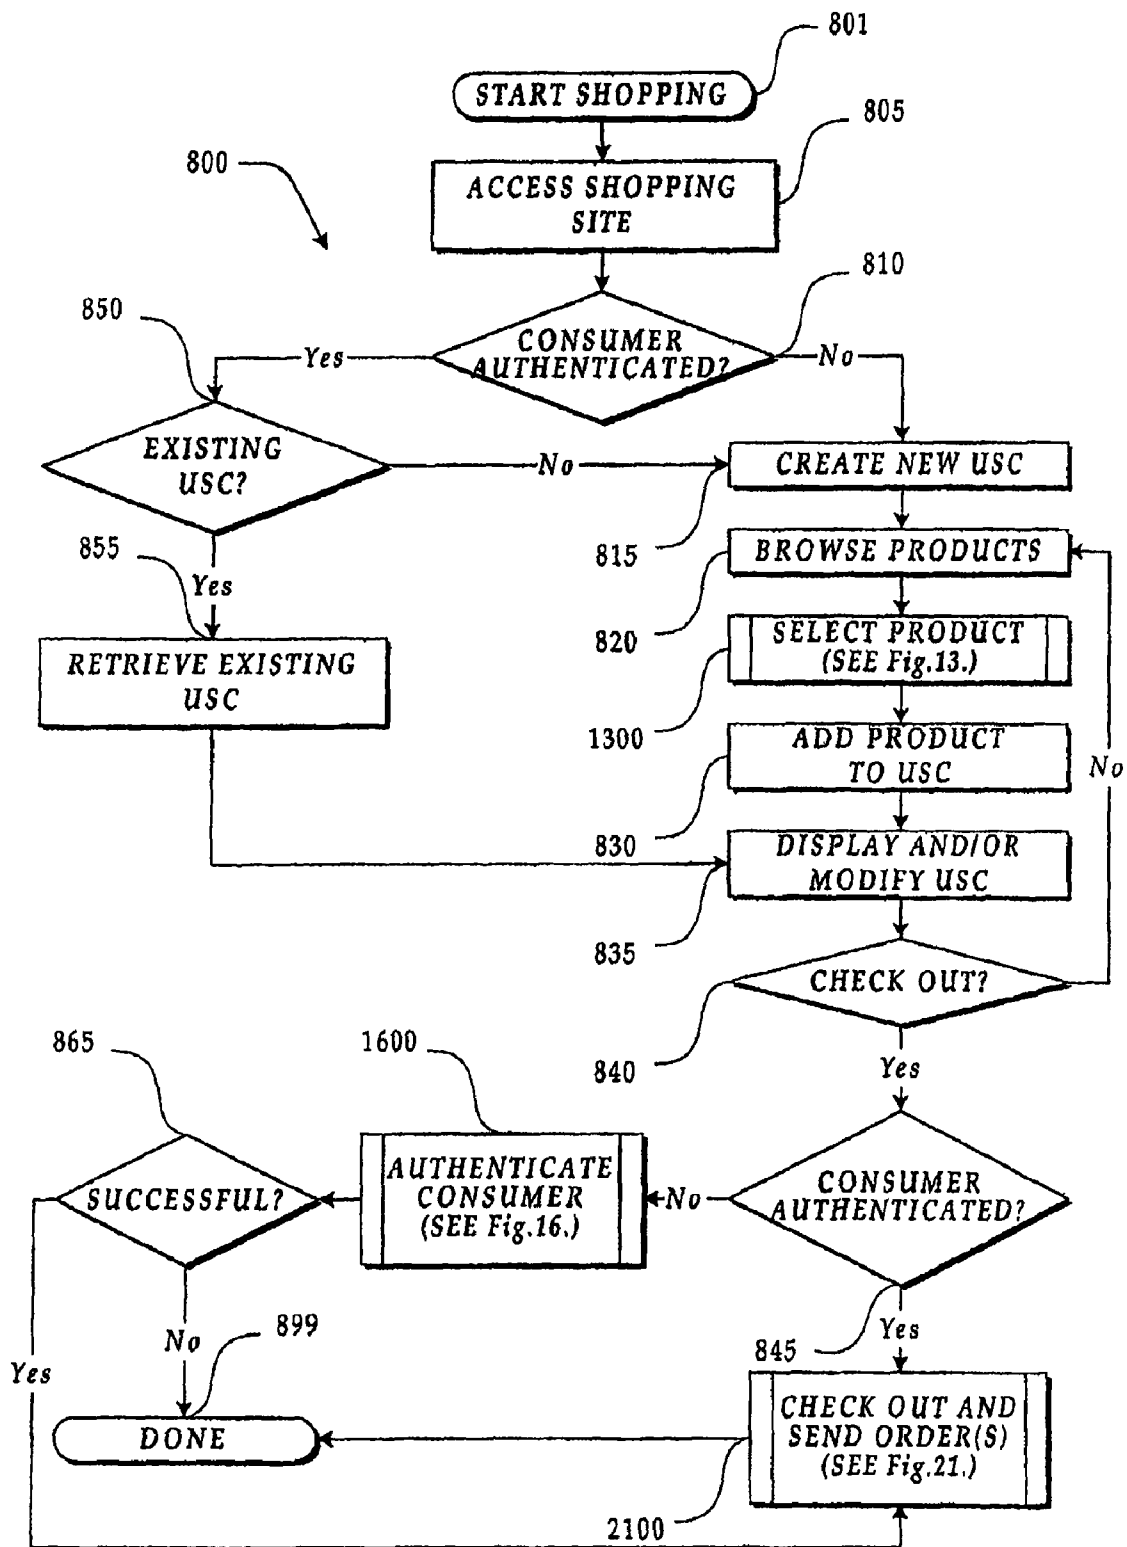 801
START SHOPPING
805
800
ACCESS SHOPPING
SITE
810
850
CONSUMER
AUTHENTICATED?
Yes
No
EXISTING
USC?
No
CREATE NEW USC
855
815
BROWSE PRODUCTS
Yes
820
SELECT PRODUCT
(SEE Fig.13.)
RETRIEVE EXISTING
USC
1300
ADD PRODUCT
TO USC
No
830
DISPLAY AND/OR
MODIFY USC
835
CHECK OUT?
865
1600
840
Yes
AUTHENTICATE
CONSUMER
(SEE Fig.16.)
SUCCESSFUL?
No
CONSUMER
AUTHENTICATED?
No
899
Yes
845
Yes
DONE
CHECK OUT AND
SEND ORDER(S)
(SEE Fig.21.)
2100